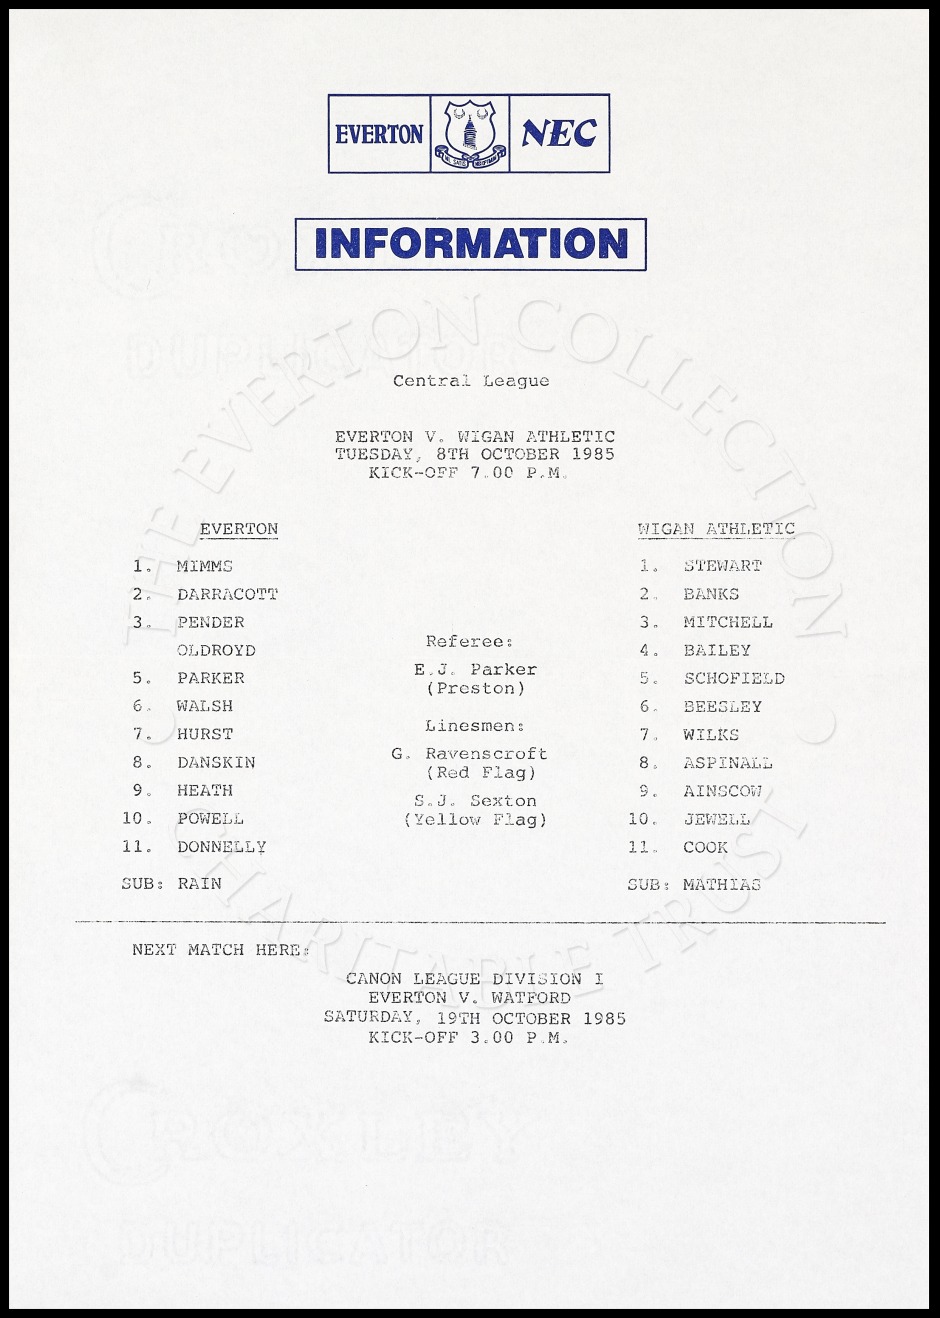 EVERTON
NEC
INFORMATION
Central League
EVERTON V. WIGAN ATHLETIC
TUESDAY, 8TH OCTOBER 1985
KICK-OFF 7.00 P.M.
EVERTON
1. MIMMS
2. DARRACOTT
3. PENDER
OLDROYD
5. PARKER
6. WALSH
7. HURST
8. DANSKIN
9. HEATH
10. POWELL
11. DONNELLY
SUB: RAIN
Referee:
E.J. Parker
(Preston)
Linesmen:
G. Ravenscroft
(Red Flag)
S.J. Sexton
(Yellow Flag)
WIGAN ATHLETIC
1. STEWART
2. BANKS
3. MITCHELL
4. BAILEY
5. SCHOFIELD
6. BEESLEY
7. WILKS
8. ASPINALL
9. AINSCOW
10. JEWELL
11. COOK
SUB: MATHIAS
NEXT MATCH HERE:
CANON LEAGUE DIVISION I
EVERTON V. WATFORD
SATURDAY, 19TH OCTOBER 1985
KICK-OFF 3.00 P.M.
THE EVERTON COLLECTION
CHARITABLE TRUST
CROXLEY
DUPLICATOR